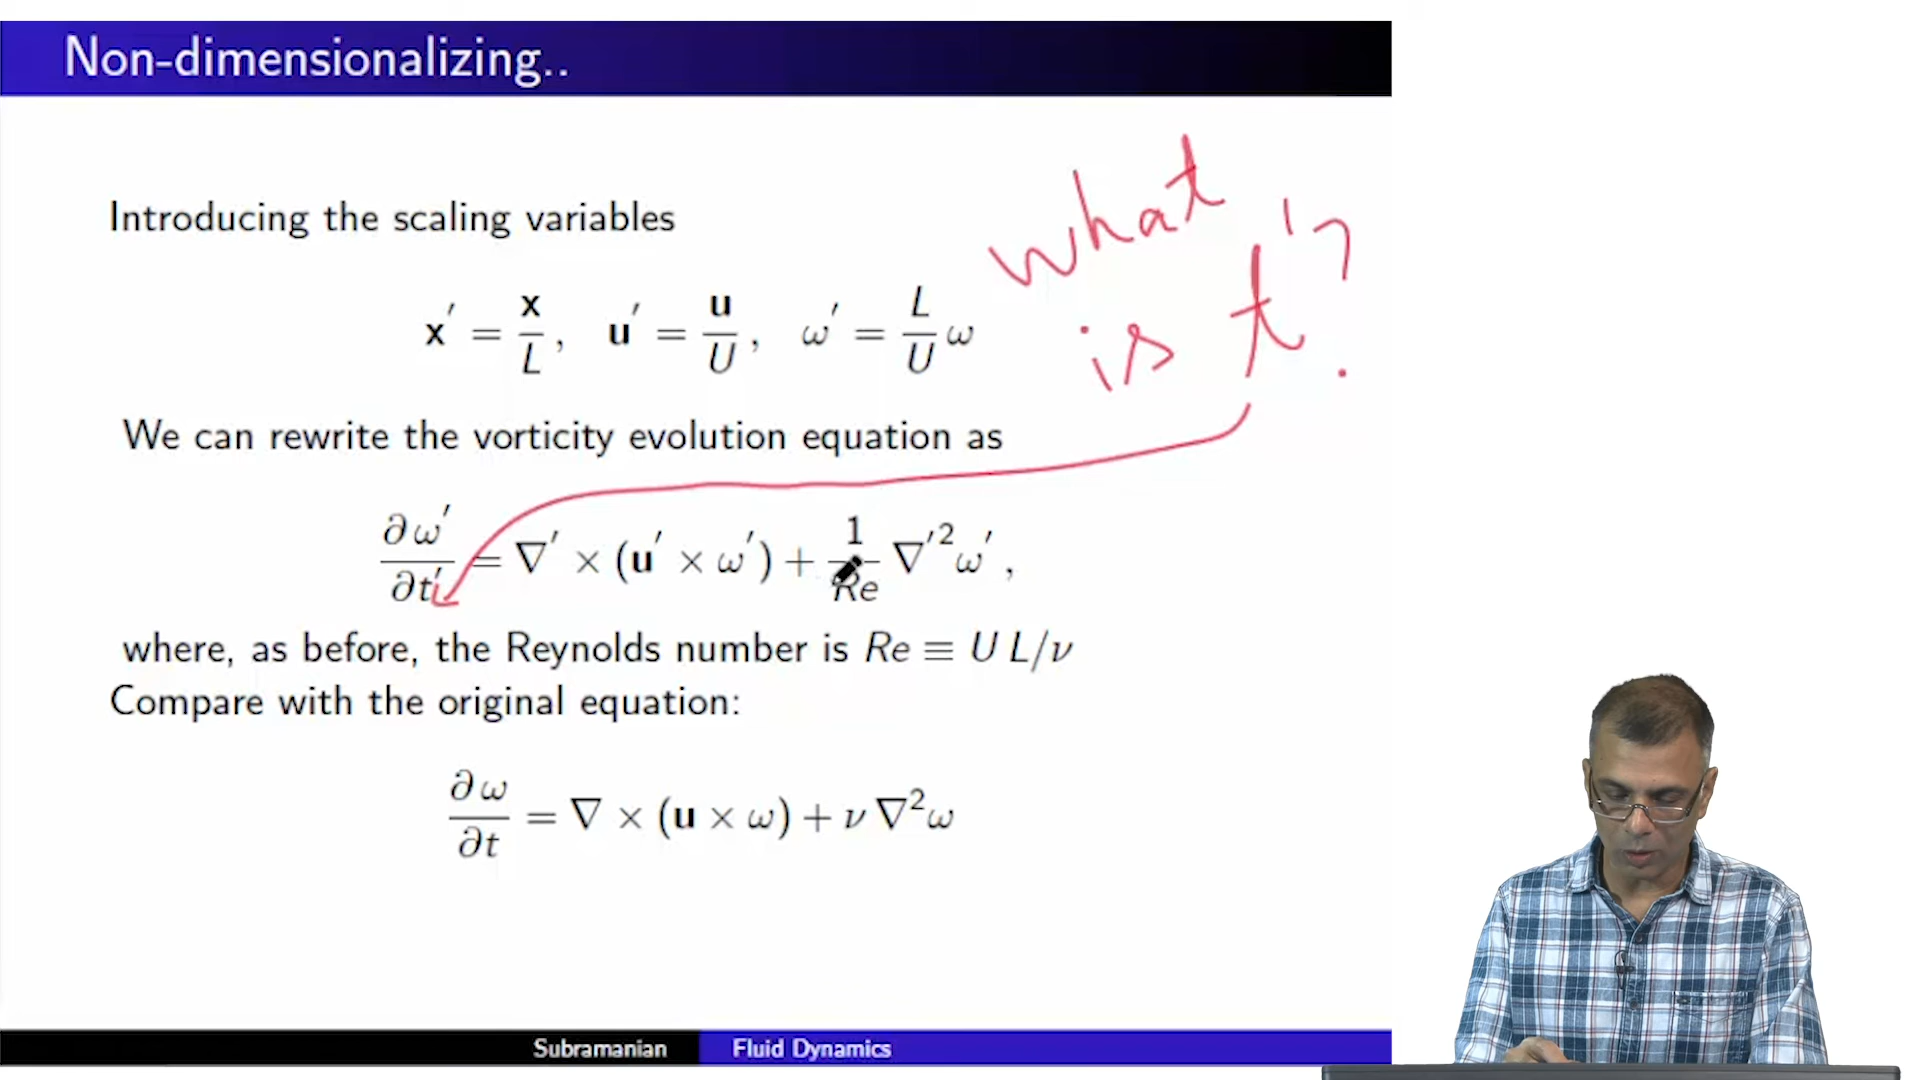 Non-dimensionalizing..
Introducing the scaling variables
what
is t'?
x′ = x/L, u′ = u/U, ω′ = L/U ω
We can rewrite the vorticity evolution equation as
∂ω′/∂t′ = ∇′ × (u′ × ω′) + 1/Re ∇′²ω′,
where, as before, the Reynolds number is Re ≡ U L/ν
Compare with the original equation:
∂ω/∂t = ∇ × (u × ω) + ν ∇²ω
Subramanian Fluid Dynamics